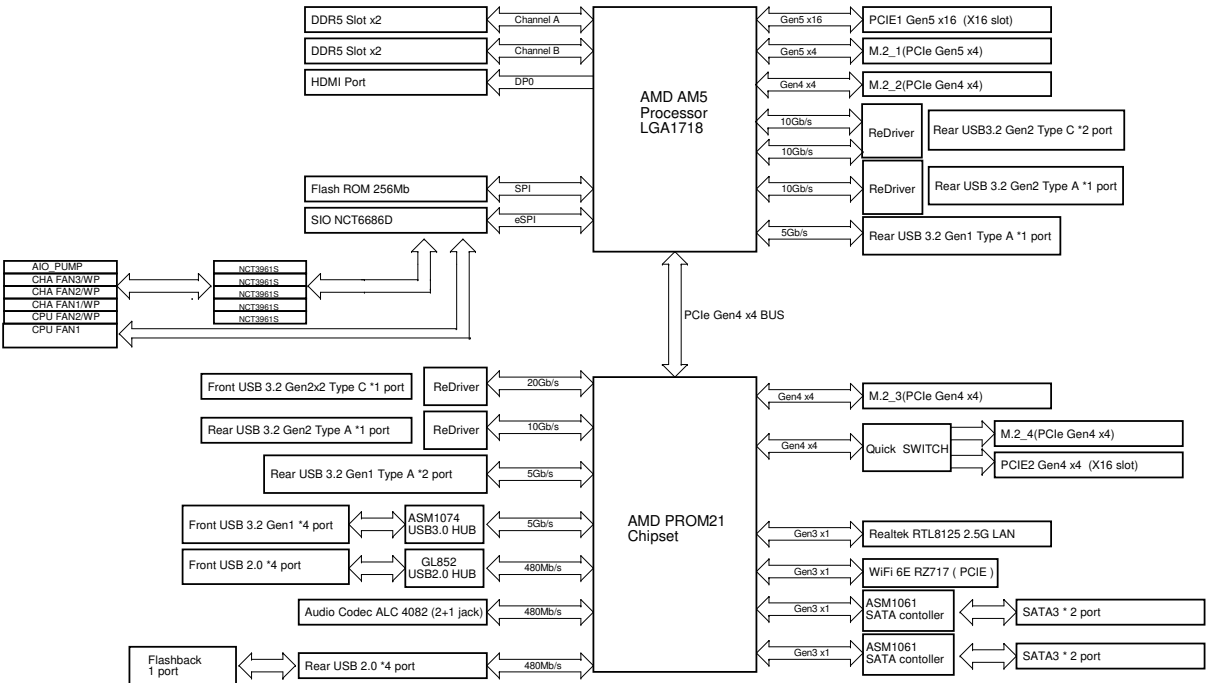 DDR5 Slot x2
Channel A
DDR5 Slot x2
Channel B
HDMI Port
DP0
Flash ROM 256Mb
SPI
SIO NCT6686D
eSPI
AMD AM5
Processor
LGA1718
Gen5 x16
PCIE1 Gen5 x16 (X16 slot)
Gen5 x4
M.2_1(PCIe Gen5 x4)
Gen4 x4
M.2_2(PCIe Gen4 x4)
10Gb/s
10Gb/s
ReDriver
Rear USB3.2 Gen2 Type C *2 port
10Gb/s
ReDriver
Rear USB 3.2 Gen2 Type A *1 port
5Gb/s
Rear USB 3.2 Gen1 Type A *1 port
AIO_PUMP
CHA FAN3/WP
CHA FAN2/WP
CHA FAN1/WP
CPU FAN2/WP
CPU FAN1
NCT3961S
NCT3961S
NCT3961S
NCT3961S
NCT3961S
PCIe Gen4 x4 BUS
Front USB 3.2 Gen2x2 Type C *1 port
ReDriver
20Gb/s
Rear USB 3.2 Gen2 Type A *1 port
ReDriver
10Gb/s
Rear USB 3.2 Gen1 Type A *2 port
5Gb/s
Front USB 3.2 Gen1 *4 port
ASM1074
USB3.0 HUB
5Gb/s
Front USB 2.0 *4 port
GL852
USB2.0 HUB
480Mb/s
Audio Codec ALC 4082 (2+1 jack)
480Mb/s
Flashback
1 port
Rear USB 2.0 *4 port
480Mb/s
AMD PROM21
Chipset
Gen4 x4
M.2_3(PCIe Gen4 x4)
Gen4 x4
Quick SWITCH
M.2_4(PCIe Gen4 x4)
PCIE2 Gen4 x4 (X16 slot)
Gen3 x1
Realtek RTL8125 2.5G LAN
Gen3 x1
WiFi 6E RZ717 ( PCIE )
Gen3 x1
ASM1061
SATA contoller
SATA3 * 2 port
Gen3 x1
ASM1061
SATA contoller
SATA3 * 2 port